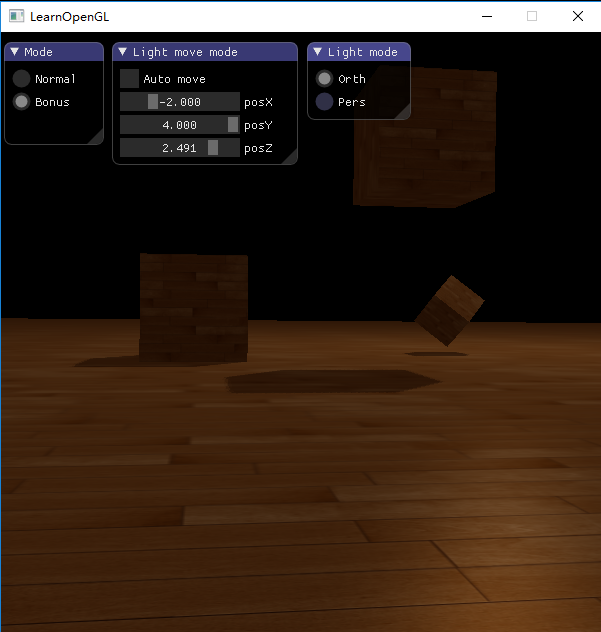 LearnOpenGL
Mode
Normal
Bonus
Light move mode
Auto move
-2.000 posX
4.000 posY
2.491 posZ
Light mode
Orth
Pers